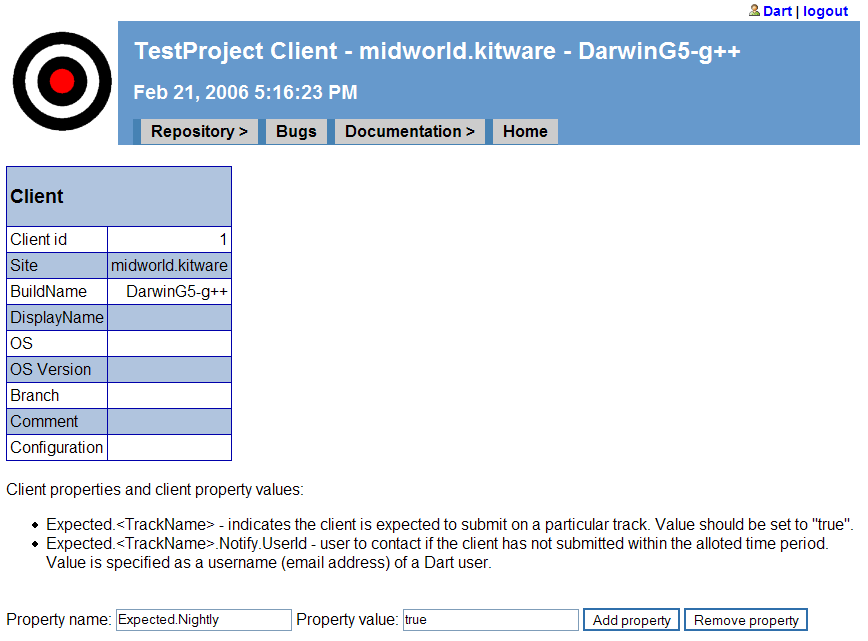 Dart | logout
TestProject Client - midworld.kitware - DarwinG5-g++
Feb 21, 2006 5:16:23 PM
Repository > Bugs Documentation > Home
Client
Client id 1
Site midworld.kitware
BuildName DarwinG5-g++
DisplayName
OS
OS Version
Branch
Comment
Configuration
Client properties and client property values:
• Expected.<TrackName> - indicates the client is expected to submit on a particular track. Value should be set to "true".
• Expected.<TrackName>.Notify.UserId - user to contact if the client has not submitted within the alloted time period.
Value is specified as a username (email address) of a Dart user.
Property name: Expected.Nightly Property value: true Add property Remove property